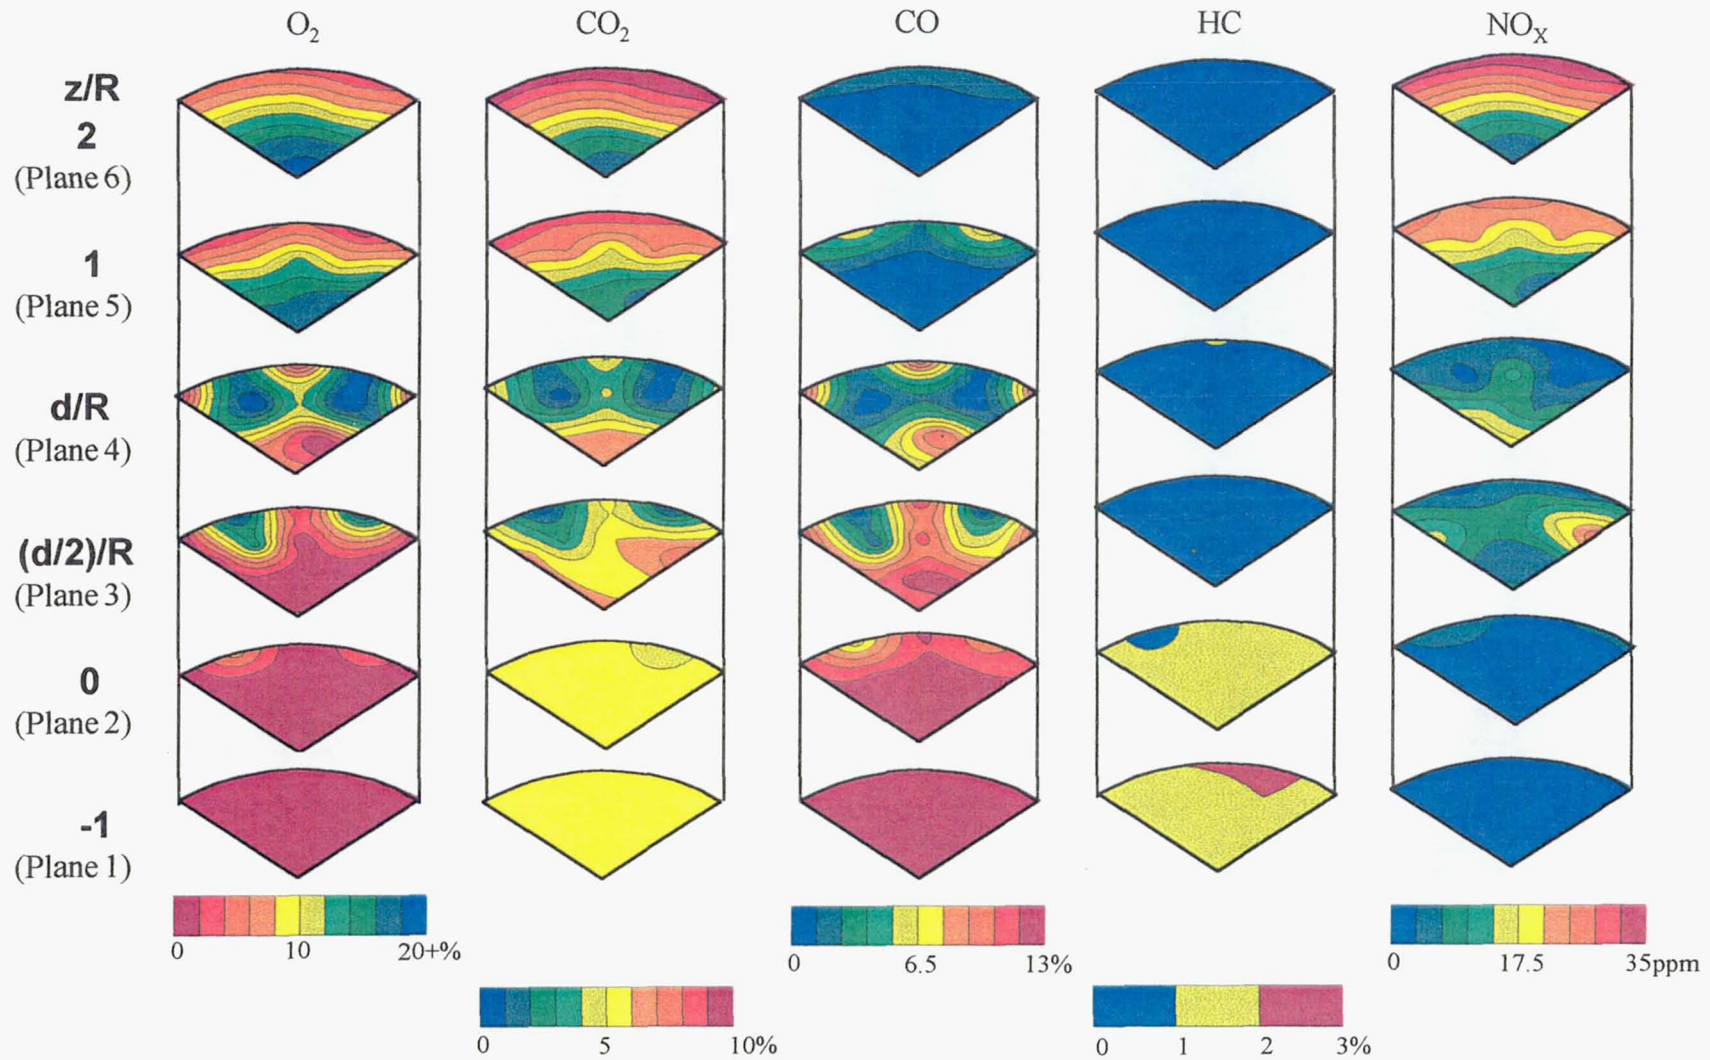 O2 CO2 CO HC NOX
z/R
2
(Plane 6)
1
(Plane 5)
d/R
(Plane 4)
(d/2)/R
(Plane 3)
0
(Plane 2)
-1
(Plane 1)
0 10 20+%
0 6.5 13%
0 17.5 35ppm
0 5 10%
0 1 2 3%